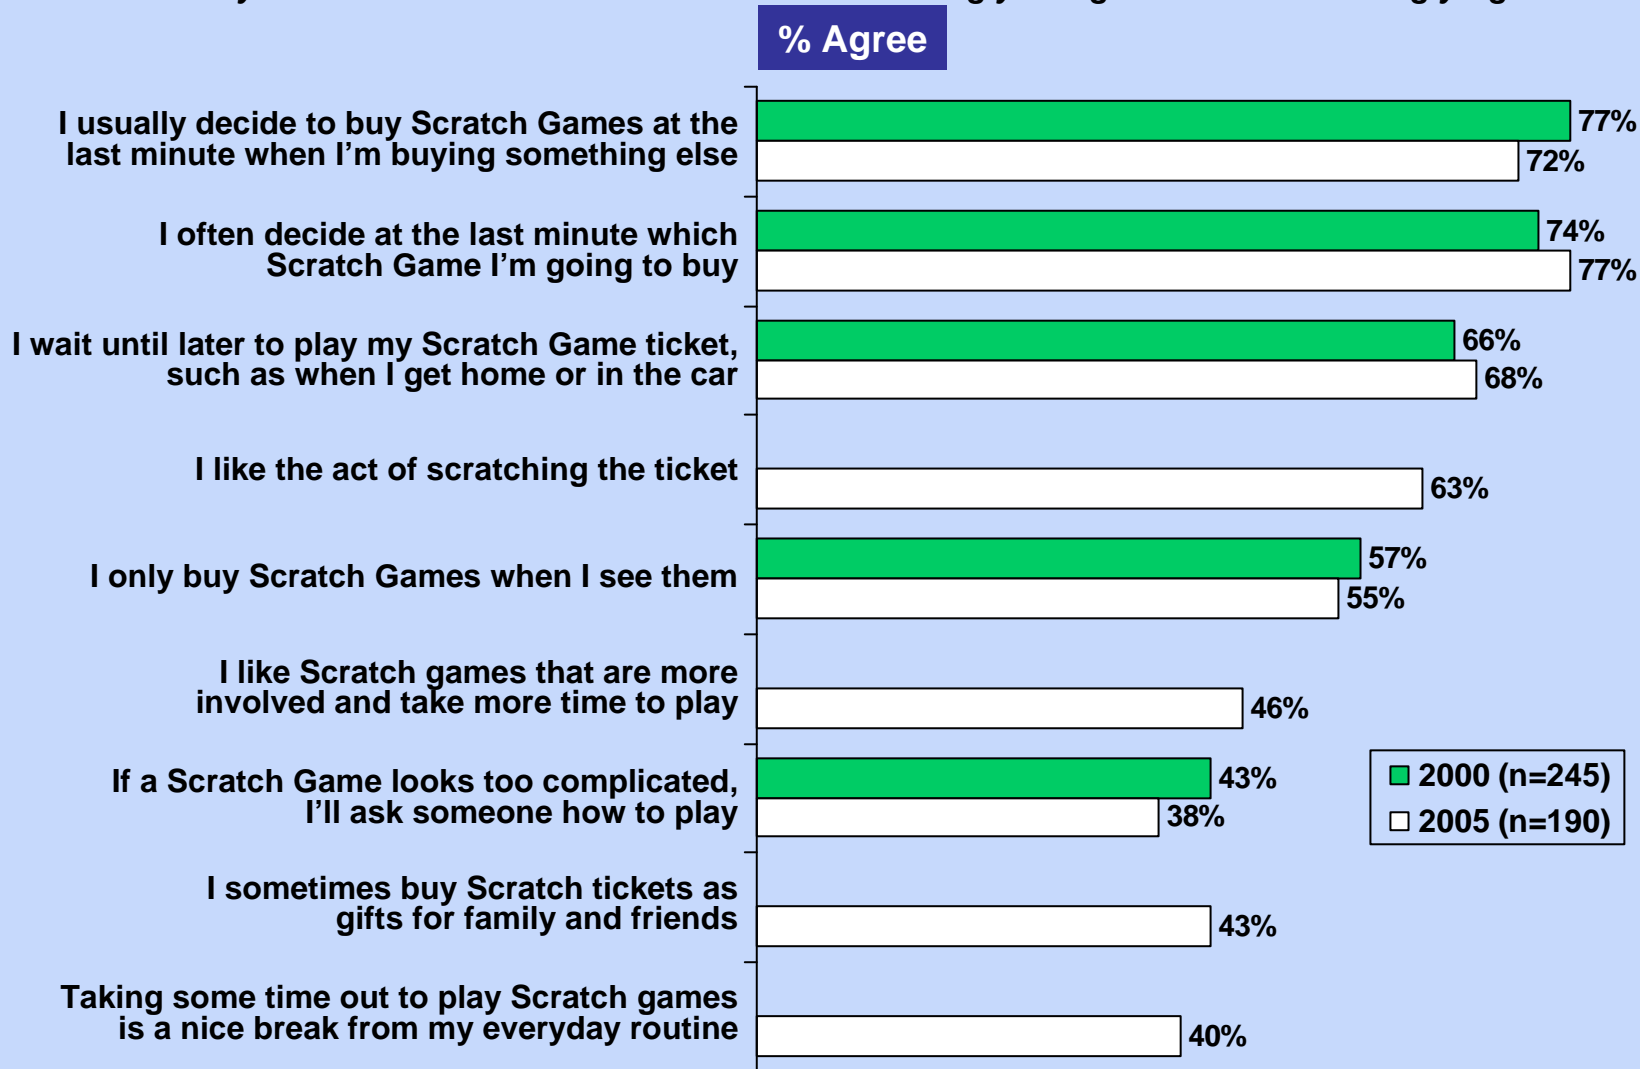 % Agree
I usually decide to buy Scratch Games at the
last minute when I'm buying something else
77%
72%
I often decide at the last minute which
Scratch Game I'm going to buy
74%
77%
I wait until later to play my Scratch Game ticket,
such as when I get home or in the car
66%
68%
I like the act of scratching the ticket
63%
I only buy Scratch Games when I see them
57%
55%
I like Scratch games that are more
involved and take more time to play
46%
If a Scratch Game looks too complicated,
I'll ask someone how to play
43%
38%
2000 (n=245)
2005 (n=190)
I sometimes buy Scratch tickets as
gifts for family and friends
43%
Taking some time out to play Scratch games
is a nice break from my everyday routine
40%